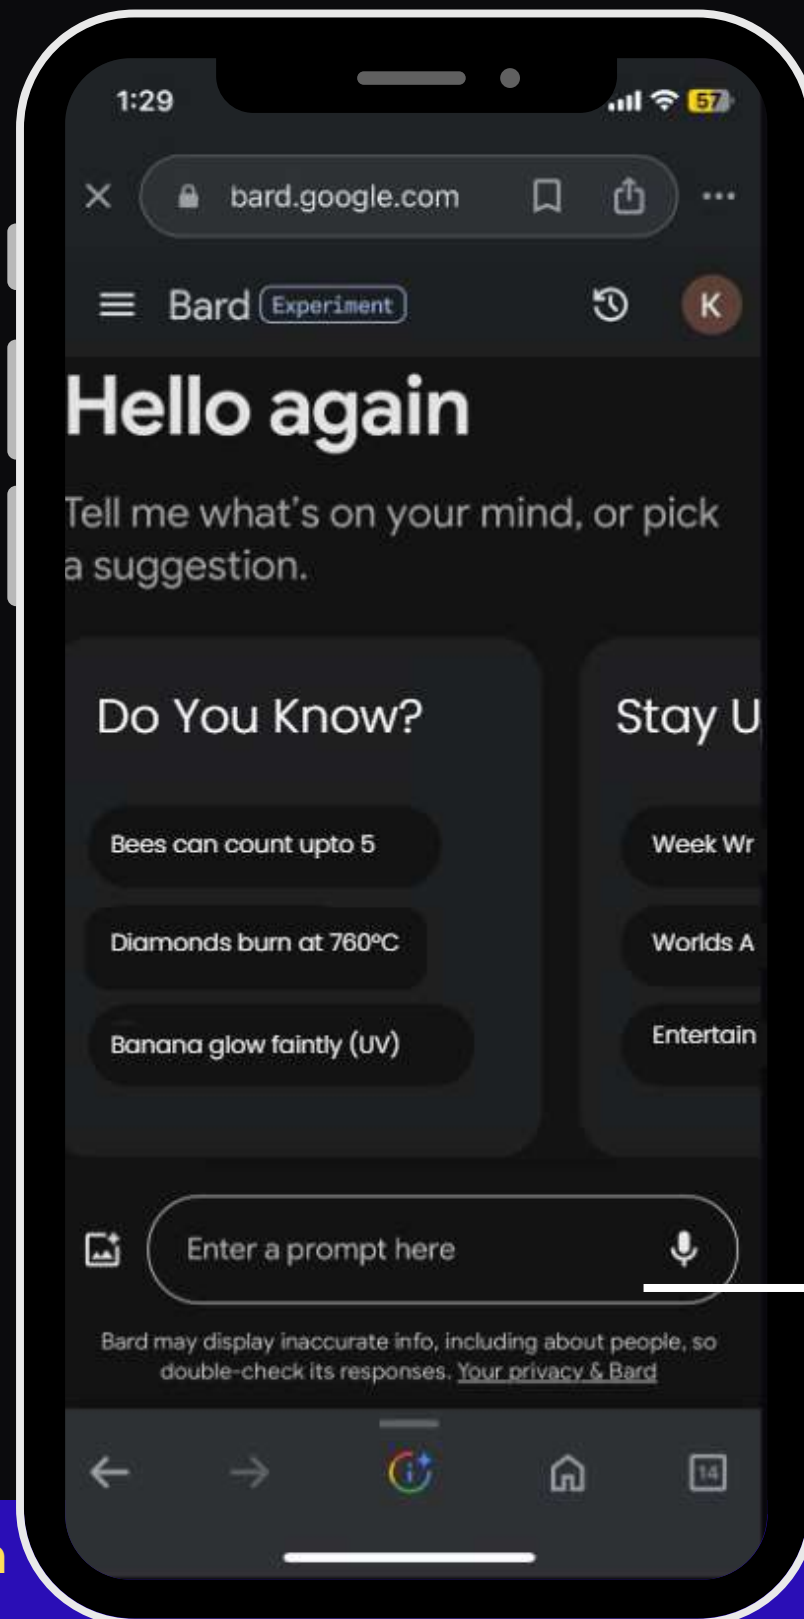 1:29
57
bard.google.com
Bard Experiment
K
Hello again
Tell me what's on your mind, or pick
a suggestion.
Do You Know?
Bees can count upto 5
Diamonds burn at 760°C
Banana glow faintly (UV)
Stay U
Week Wr
Worlds A
Entertain
Enter a prompt here
Bard may display inaccurate info, including about people, so
double-check its responses. Your privacy & Bard
14